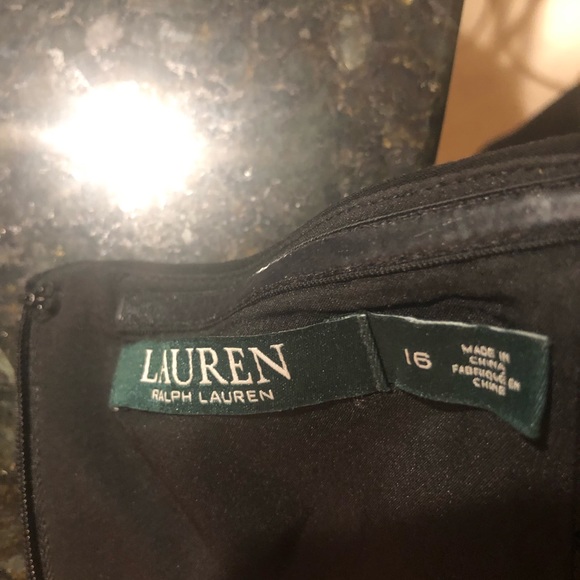 LAUREN
RALPH LAUREN
16
MADE IN
CHINA
FABRIQUÉ EN
CHINE